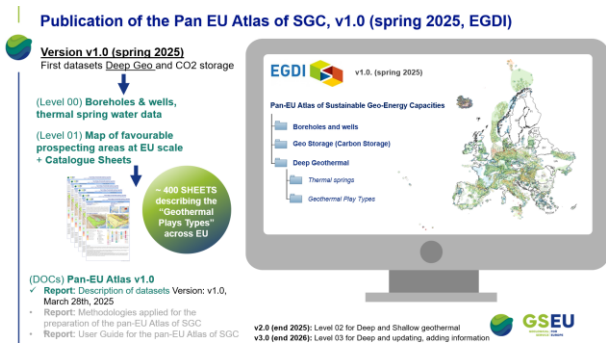 Publication of the Pan EU Atlas of SGC, v1.0 (spring 2025, EGDI)
Version v1.0 (spring 2025)
First datasets Deep Geo and CO2 storage
(Level 00) Boreholes & wells,
thermal spring water data
(Level 01) Map of favourable
prospecting areas at EU scale
+ Catalogue Sheets
~ 400 SHEETS
describing the
"Geothermal
Plays Types"
across EU
(DOCs) Pan-EU Atlas v1.0
✓ Report: Description of datasets Version: v1.0,
March 28th, 2025
• Report: Methodologies applied for the
preparation of the pan-EU Atlas of SGC
• Report: User Guide for the pan-EU Atlas of SGC
EGDI
v1.0. (spring 2025)
Pan-EU Atlas of Sustainable Geo-Energy Capacities
Boreholes and wells
Geo Storage (Carbon Storage)
Deep Geothermal
Thermal springs
Geothermal Play Types
v2.0 (end 2025): Level 02 for Deep and Shallow geothermal
v3.0 (end 2026): Level 03 for Deep and updating, adding information
GSEU